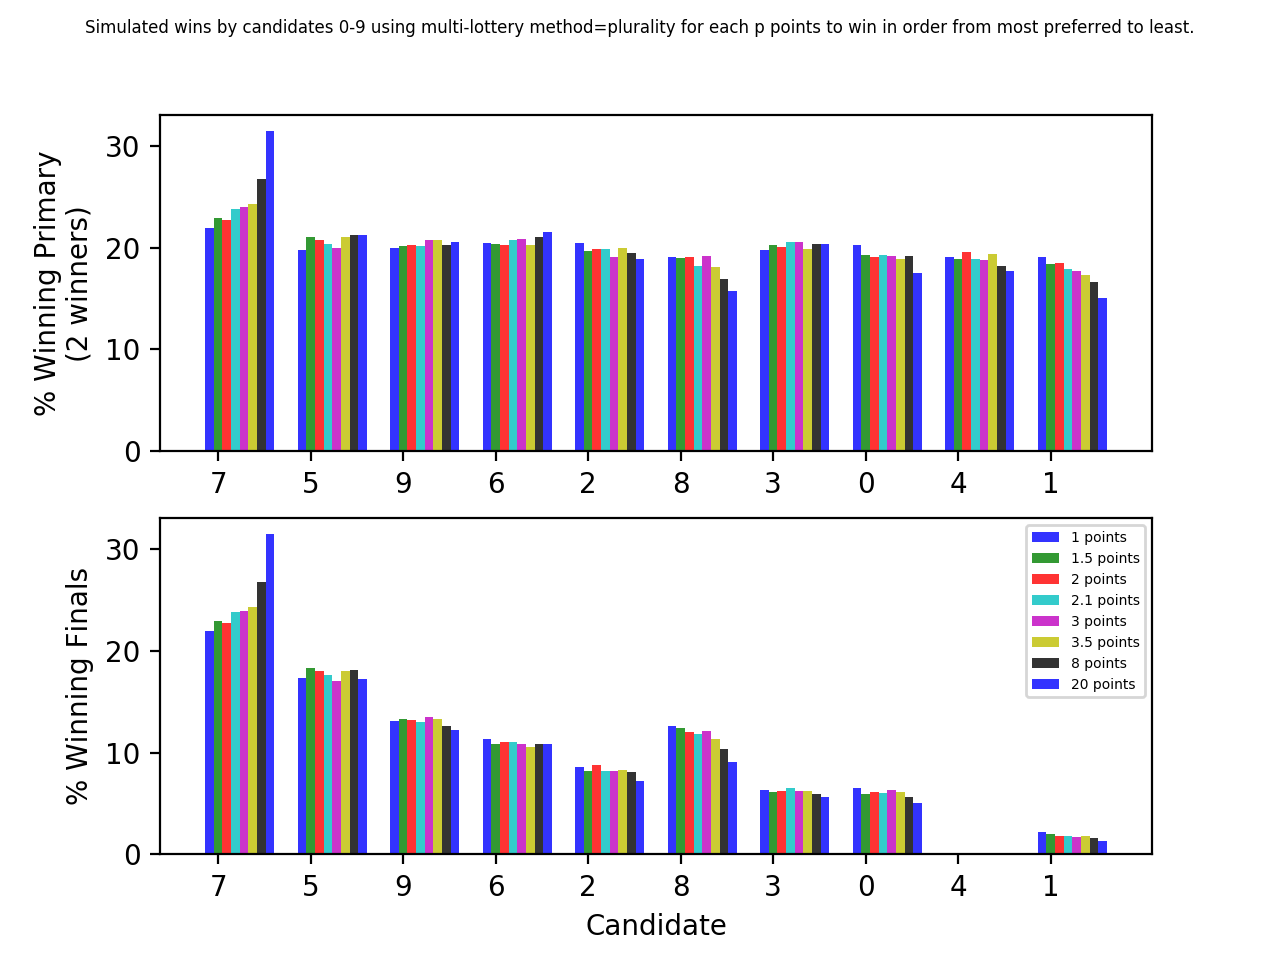 Simulated wins by candidates 0-9 using multi-lottery method=plurality for each p points to win in order from most preferred to least.
% Winning Primary
(2 winners)
30
20
10
0
7 5 9 6 2 8 3 0 4 1
% Winning Finals
30
20
10
0
1 points
1.5 points
2 points
2.1 points
3 points
3.5 points
8 points
20 points
7 5 9 6 2 8 3 0 4 1
Candidate